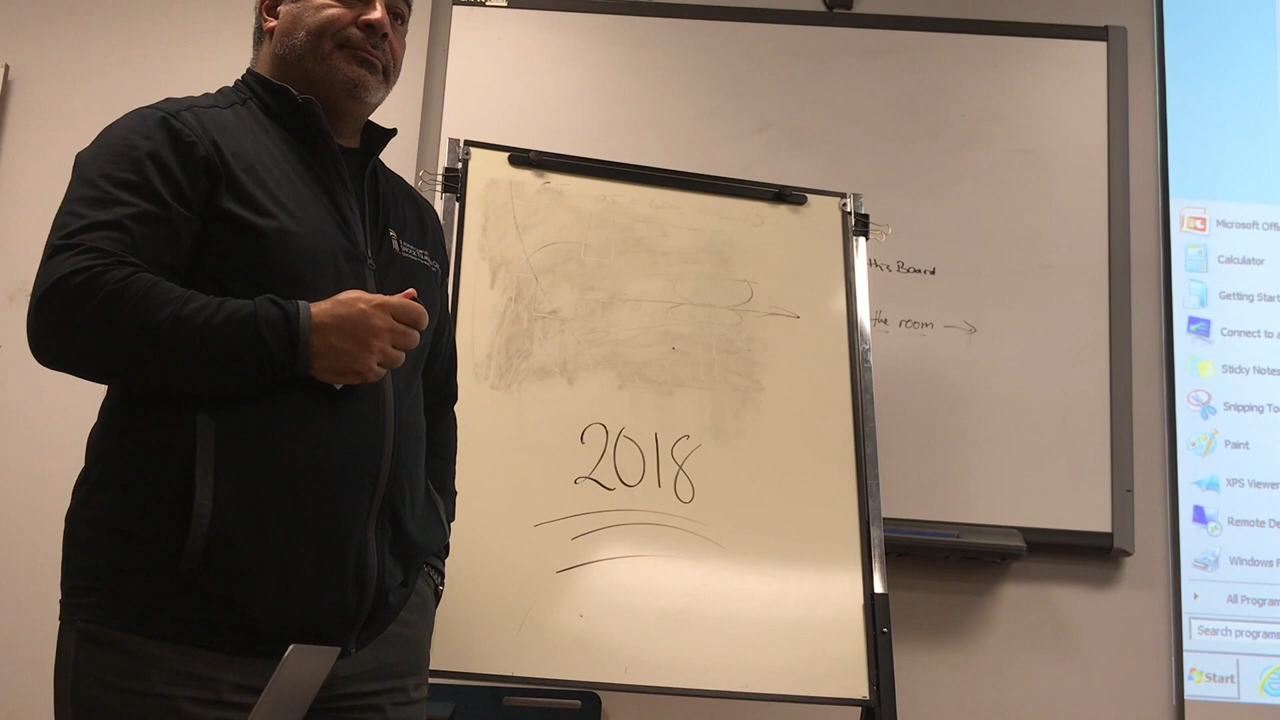 2018
this Board
the room →
Microsoft Offi
Calculator
Getting Start
Connect to a
Sticky Notes
Snipping To
Paint
XPS Viewer
Remote De
Windows F
All Program
Search programs
Start